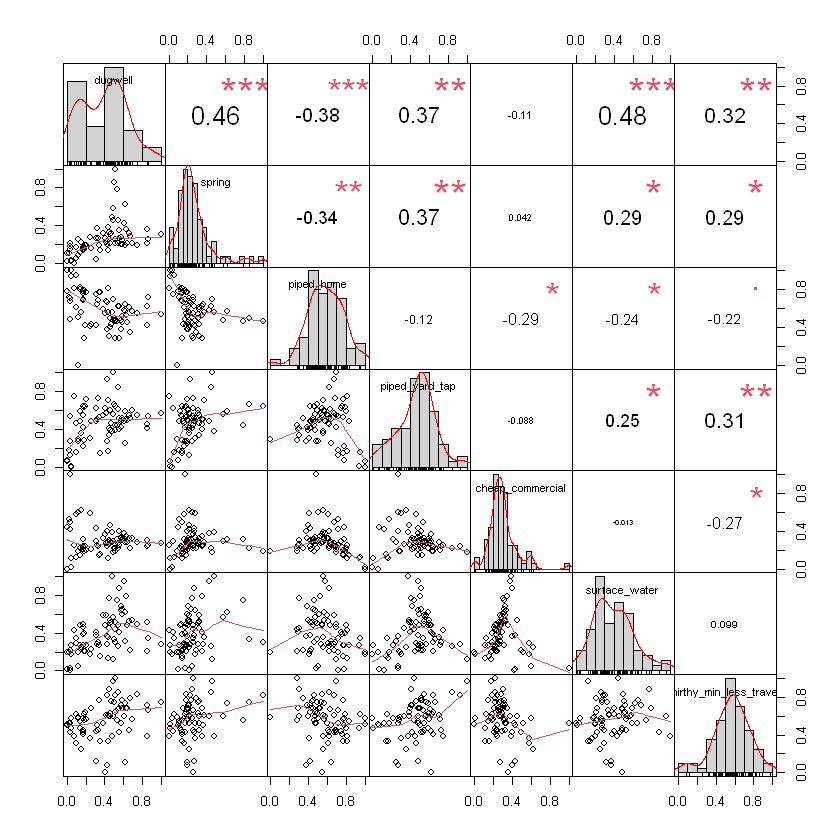 0.0 0.4 0.8 0.0 0.4 0.8 0.0 0.4 0.8
dugwell *** *** ** *** **
0.46 -0.38 0.37 -0.11 0.48 0.32
0.0 0.4 0.8
spring ** ** * *
-0.34 0.37 0.042 0.29 0.29
0.0 0.4 0.8
piped_home * * .
-0.12 -0.29 -0.24 -0.22
0.0 0.4 0.8
piped_yard_tap * **
-0.088 0.25 0.31
0.0 0.4 0.8
cheap_commercial *
-0.013 -0.27
0.0 0.4 0.8
surface_water
0.099
0.0 0.4 0.8
hirthy_min_less_trave
0.0 0.4 0.8
0.0 0.4 0.8 0.0 0.4 0.8 0.0 0.4 0.8 0.0 0.4 0.8